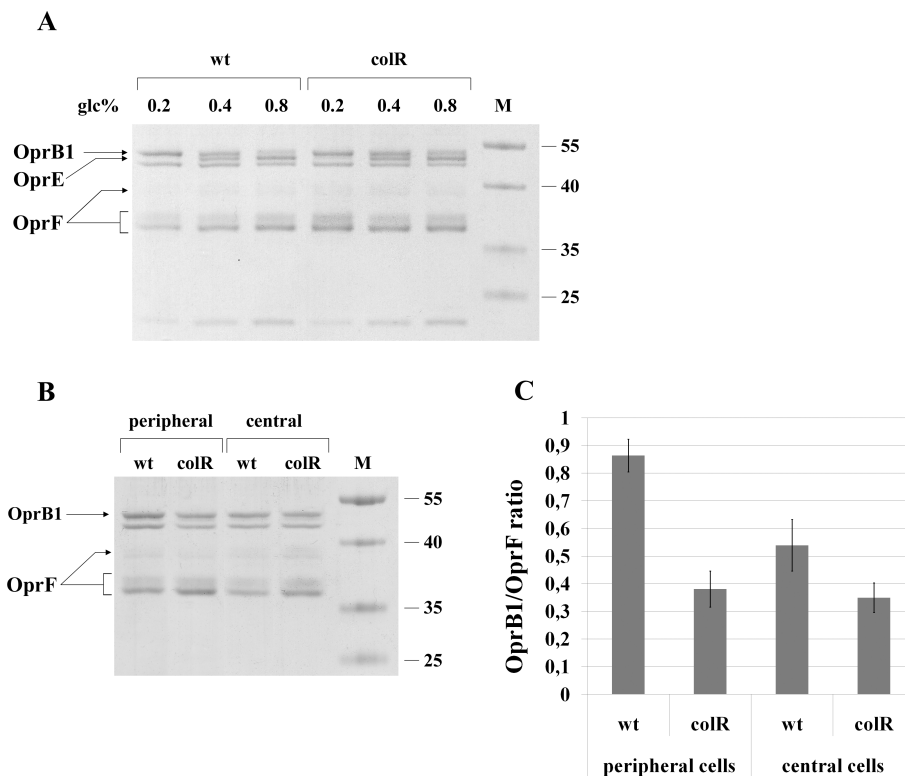 A
wt colR
glc% 0.2 0.4 0.8 0.2 0.4 0.8 M
OprB1
OprE
OprF
55
40
35
25
B
peripheral central
wt colR wt colR M
OprB1
OprF
55
40
35
25
C
OprB1/OprF ratio
1
0,9
0,8
0,7
0,6
0,5
0,4
0,3
0,2
0,1
0
wt colR wt colR
peripheral cells central cells